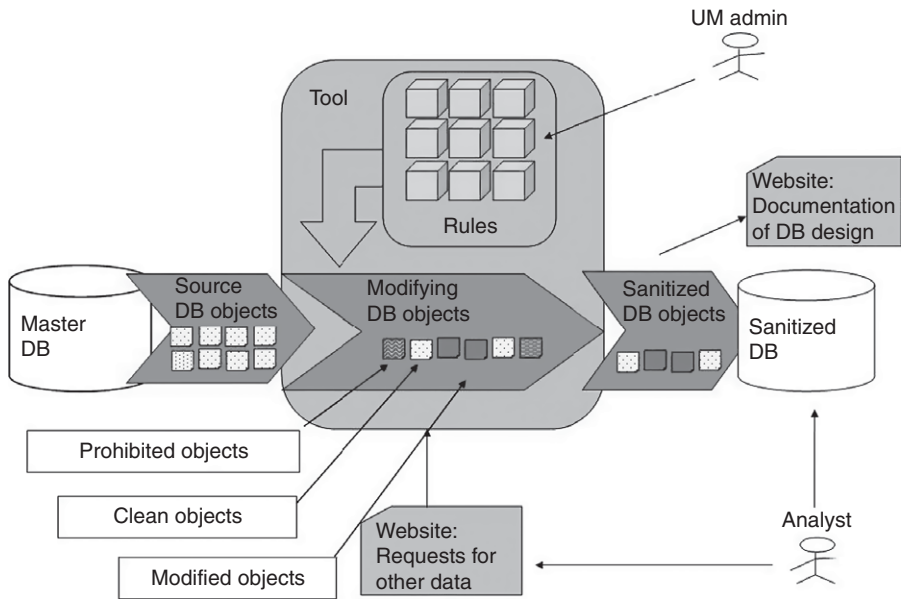 UM admin
Tool
Rules
Website:
Documentation
of DB design
Master
DB
Source
DB objects
Modifying
DB objects
Sanitized
DB objects
Sanitized
DB
Prohibited objects
Clean objects
Modified objects
Website:
Requests for
other data
Analyst